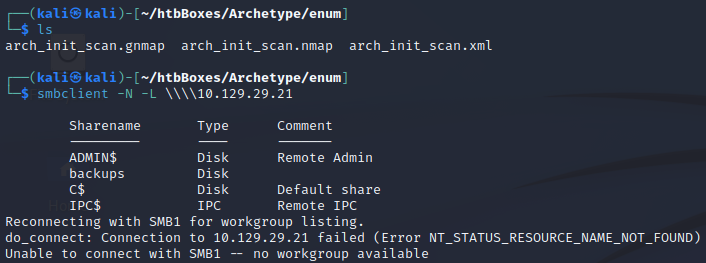 ┌──(kali㉿kali)-[~/htbBoxes/Archetype/enum]
└─$ ls
arch_init_scan.gnmap  arch_init_scan.nmap  arch_init_scan.xml
┌──(kali㉿kali)-[~/htbBoxes/Archetype/enum]
└─$ smbclient -N -L \\\\10.129.29.21
Sharename       Type      Comment
---------       ----      -------
ADMIN$          Disk      Remote Admin
backups         Disk
C$              Disk      Default share
IPC$            IPC       Remote IPC
Reconnecting with SMB1 for workgroup listing.
do_connect: Connection to 10.129.29.21 failed (Error NT_STATUS_RESOURCE_NAME_NOT_FOUND)
Unable to connect with SMB1 -- no workgroup available